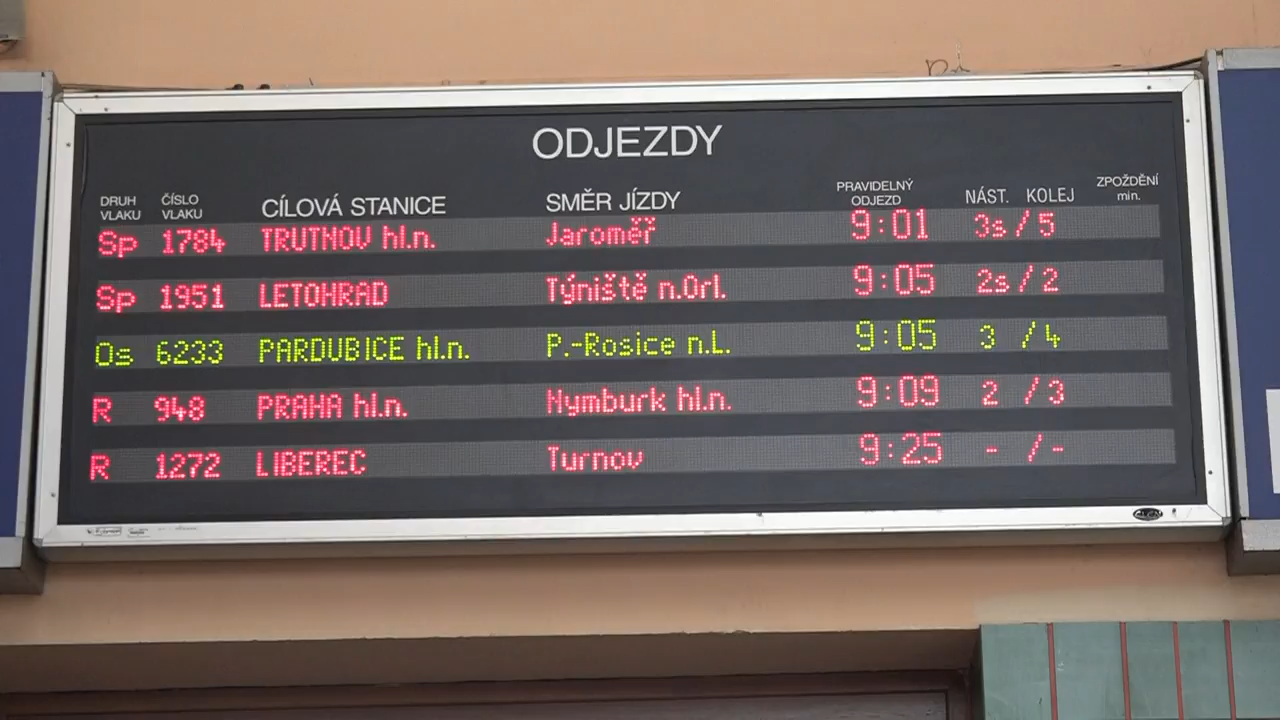 ODJEZDY
DRUH VLAKU ČÍSLO VLAKU CÍLOVÁ STANICE SMĚR JÍZDY PRAVIDELNÝ ODJEZD NÁST. KOLEJ ZPOŽDĚNÍ min.
Sp 1784 TRUTNOV hl.n. Jaroměř 9:01 3s / 5
Sp 1951 LETOHRAD Týniště n.Orl. 9:05 2s / 2
Os 6233 PARDUBICE hl.n. P.-Rosice n.L. 9:05 3 / 4
R 948 PRAHA hl.n. Nymburk hl.n. 9:09 2 / 3
R 1272 LIBEREC Turnov 9:25 - / -